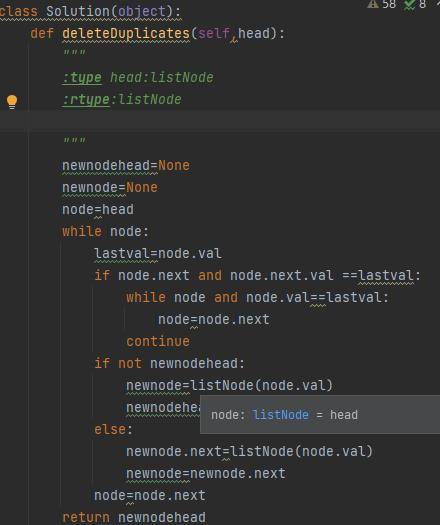 class Solution(object):                    58  8
    def deleteDuplicates(self,head):
        """
        :type head:listNode
        :rtype:listNode
        """
        newnodehead=None
        newnode=None
        node=head
        while node:
            lastval=node.val
            if node.next and node.next.val ==lastval:
                while node and node.val==lastval:
                    node=node.next
                continue
            if not newnodehead:
                newnode=listNode(node.val)
                newnodehea
node: listNode = head
            else:
                newnode.next=listNode(node.val)
                newnode=newnode.next
            node=node.next
        return newnodehead